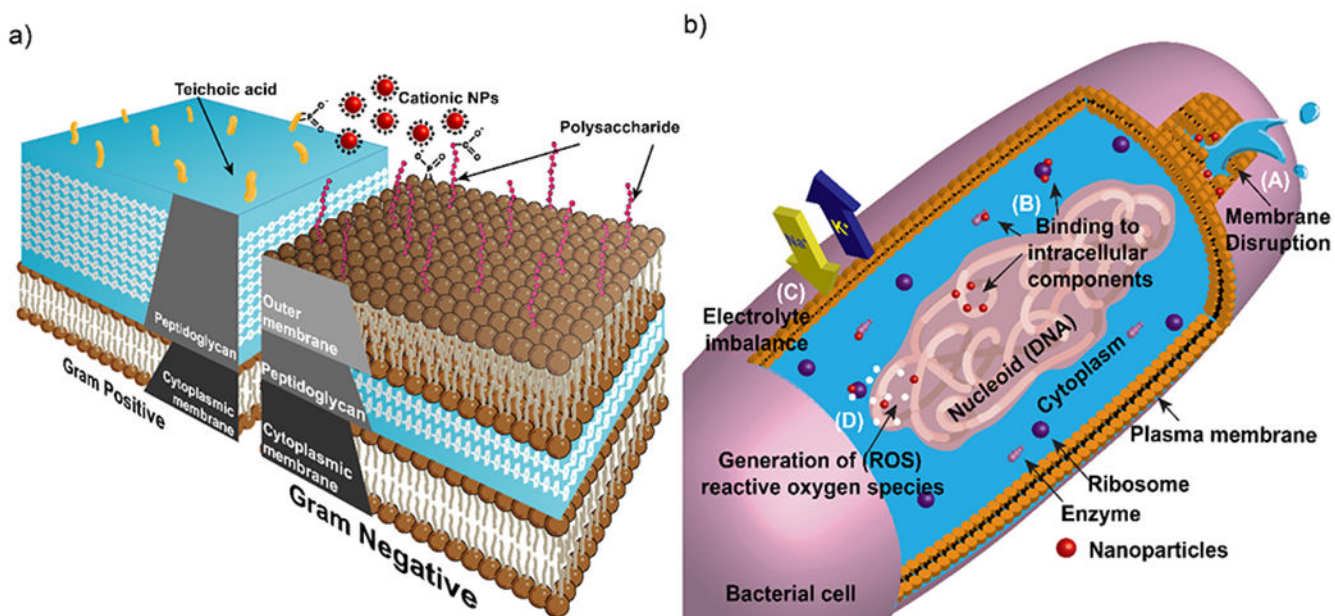 a)
Teichoic acid
Cationic NPs
Polysaccharide
P
O
O-
C
O
O-
P
O
O-
Peptidoglycan
Cytoplasmic
membrane
Gram Positive
Outer
membrane
Peptidoglycan
Cytoplasmic
membrane
Gram Negative
b)
(A)
Membrane
Disruption
(B)
Binding to
intracellular
components
Na+
K+
(C)
Electrolyte
imbalance
Nucleoid (DNA)
Cytoplasm
(D)
Generation of (ROS)
reactive oxygen species
Plasma membrane
Ribosome
Enzyme
Nanoparticles
Bacterial cell